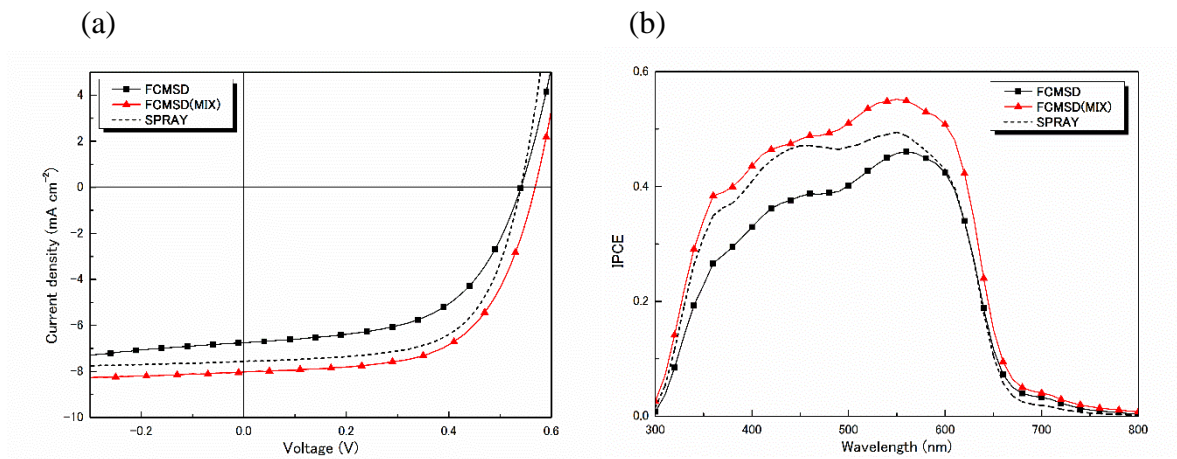 (a)
(b)
FCMSD
FCMSD(MIX)
SPRAY
4
2
0
−2
−4
−6
−8
−10
Current density (mA cm⁻²)
−0.2
0.0
0.2
0.4
0.6
Voltage (V)
FCMSD
FCMSD(MIX)
SPRAY
0.6
0.4
0.2
0.0
IPCE
300
400
500
600
700
800
Wavelength (nm)